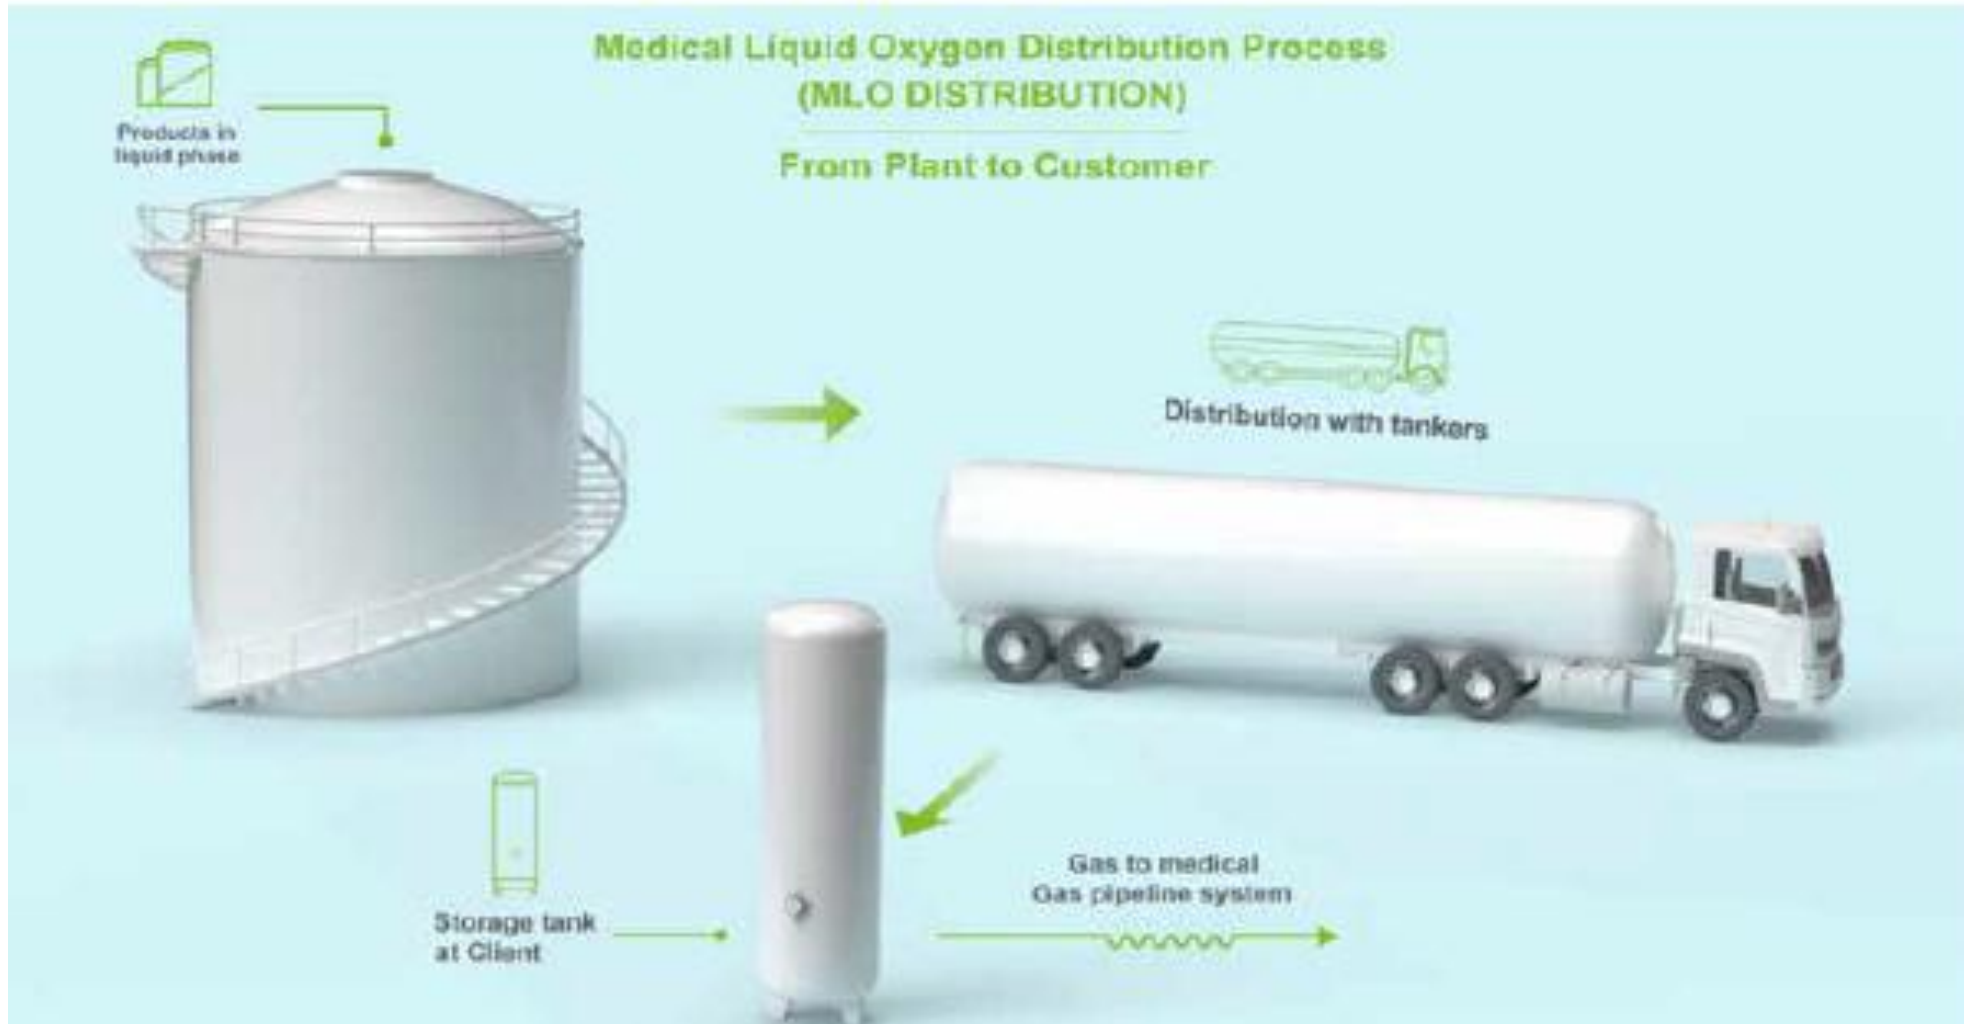 Medical Liquid Oxygen Distribution Process
(MLO DISTRIBUTION)
From Plant to Customer
Products in
liquid phase
Distribution with tankers
Storage tank
at Client
Gas to medical
Gas pipeline system